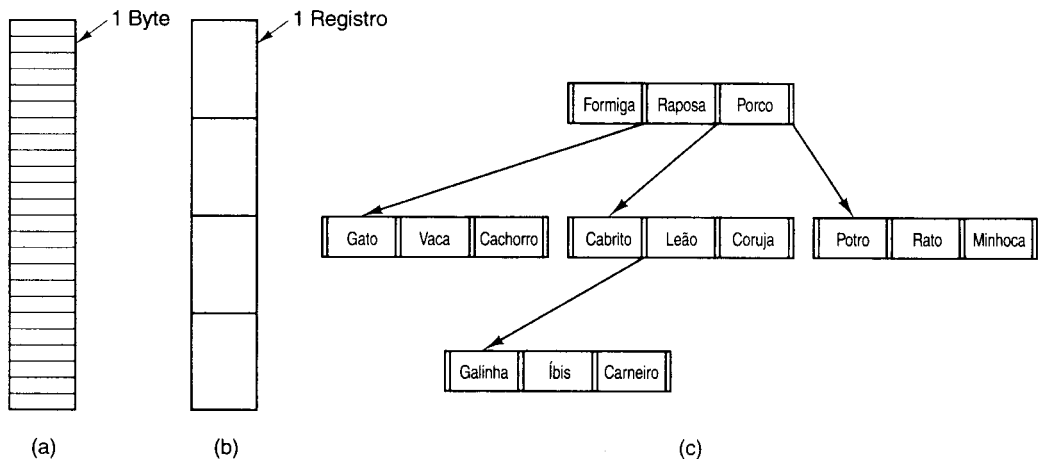 1 Byte
1 Registro
Formiga Raposa Porco
Gato Vaca Cachorro
Cabrito Leão Coruja
Potro Rato Minhoca
Galinha Íbis Carneiro
(a)
(b)
(c)